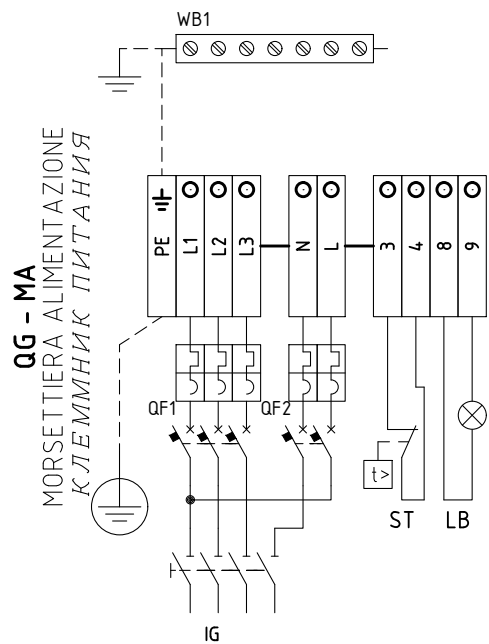 WB1
QG - MA
MORSETTIERA ALIMENTAZIONE
КЛЕММНИК ПИТАНИЯ
PE
L1
L2
L3
N
L
3
4
8
9
QF1
QF2
t>
ST
LB
IG